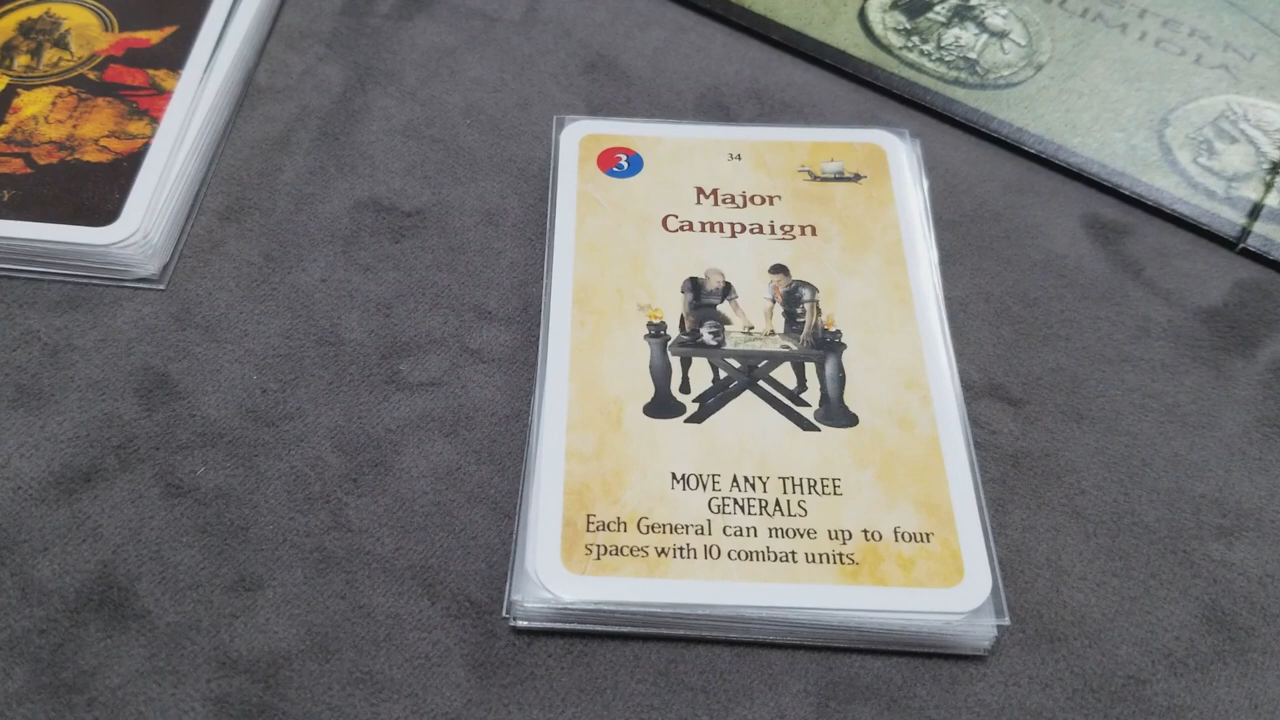 3
34
Major
Campaign
MOVE ANY THREE
GENERALS
Each General can move up to four
spaces with 10 combat units.